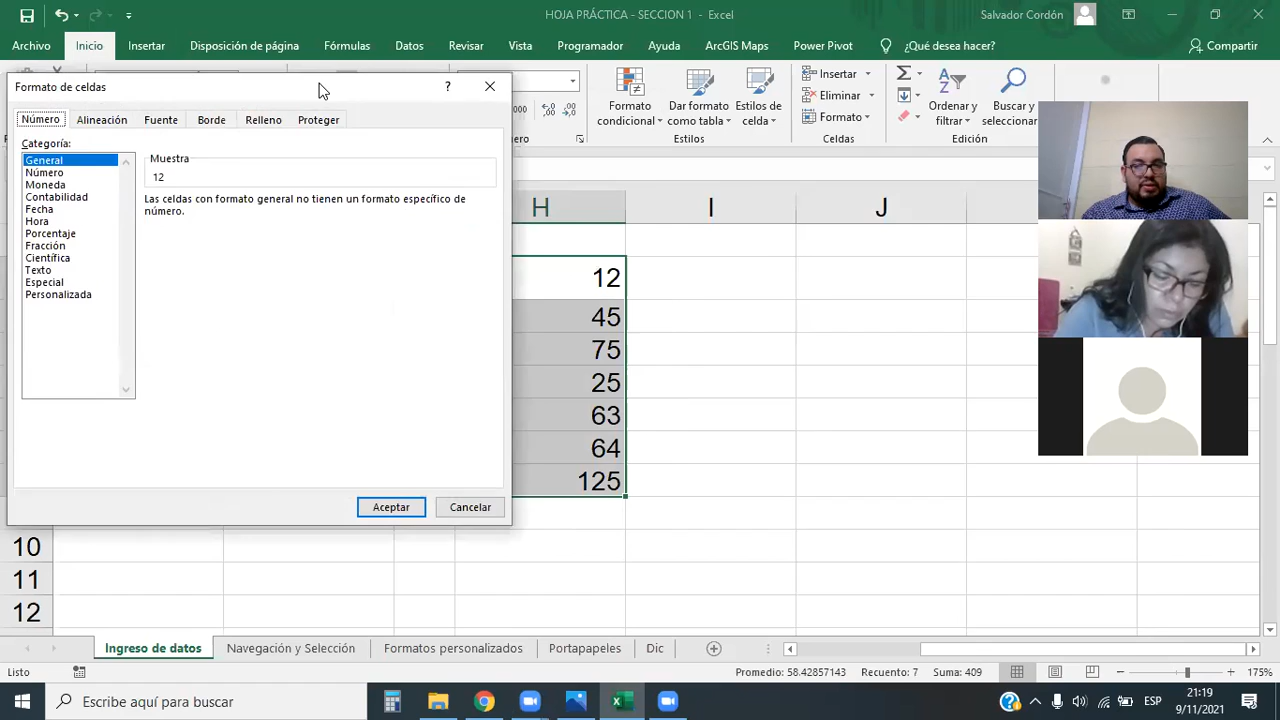 HOJA PRÁCTICA - SECCION 1 - Excel
Salvador Cordón
Archivo Inicio Insertar Disposición de página Fórmulas Datos Revisar Vista Programador Ayuda ArcGIS Maps Power Pivot ¿Qué desea hacer? Compartir
Formato de celdas
?
Número Alineación Fuente Borde Relleno Proteger
Categoría:
General
Número
Moneda
Contabilidad
Fecha
Hora
Porcentaje
Fracción
Científica
Texto
Especial
Personalizada
Muestra
12
Las celdas con formato general no tienen un formato específico de
número.
Aceptar Cancelar
Formato
condicional
Dar formato
como tabla
Estilos de
celda
Estilos
Insertar
Eliminar
Formato
Celdas
Ordenar y
filtrar
Buscar y
seleccionar
Edición
H I J
12
45
75
25
63
64
125
10
11
12
Ingreso de datos Navegación y Selección Formatos personalizados Portapapeles Dic
Listo Promedio: 58.42857143 Recuento: 7 Suma: 409 175%
Escribe aquí para buscar
ESP
21:19
9/11/2021